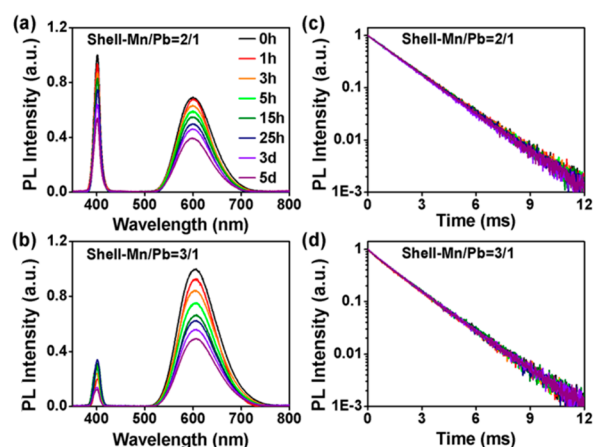 (a)
Shell-Mn/Pb=2/1
0h
1h
3h
5h
15h
25h
3d
5d
PL Intensity (a.u.)
1.2
0.8
0.4
0.0
400 500 600 700 800
Wavelength (nm)
(c)
Shell-Mn/Pb=2/1
PL Intensity (a.u.)
1
0.1
0.01
1E-3
0 3 6 9 12
Time (ms)
(b)
Shell-Mn/Pb=3/1
PL Intensity (a.u.)
1.2
0.8
0.4
0.0
400 500 600 700 800
Wavelength (nm)
(d)
Shell-Mn/Pb=3/1
PL Intensity (a.u.)
1
0.1
0.01
1E-3
0 3 6 9 12
Time (ms)